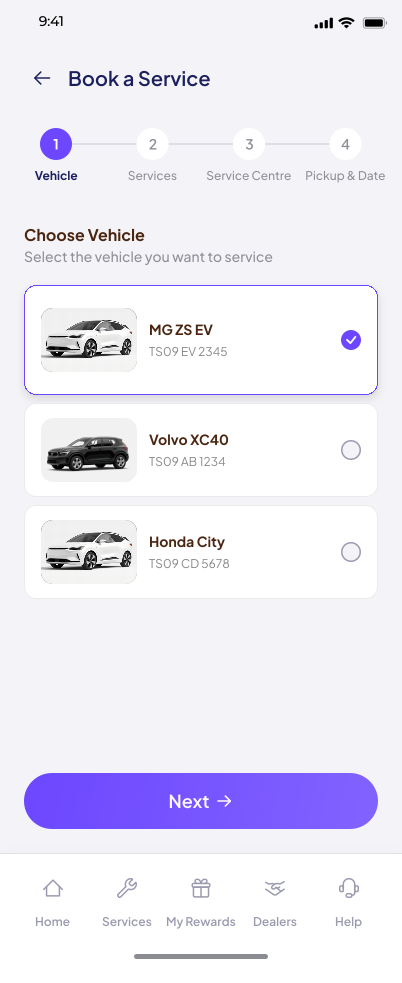 9:41
Book a Service
1
2
3
4
Vehicle
Services
Service Centre
Pickup & Date
Choose Vehicle
Select the vehicle you want to service
MG ZS EV
TS09 EV 2345
Volvo XC40
TS09 AB 1234
Honda City
TS09 CD 5678
Next →
Home
Services
My Rewards
Dealers
Help